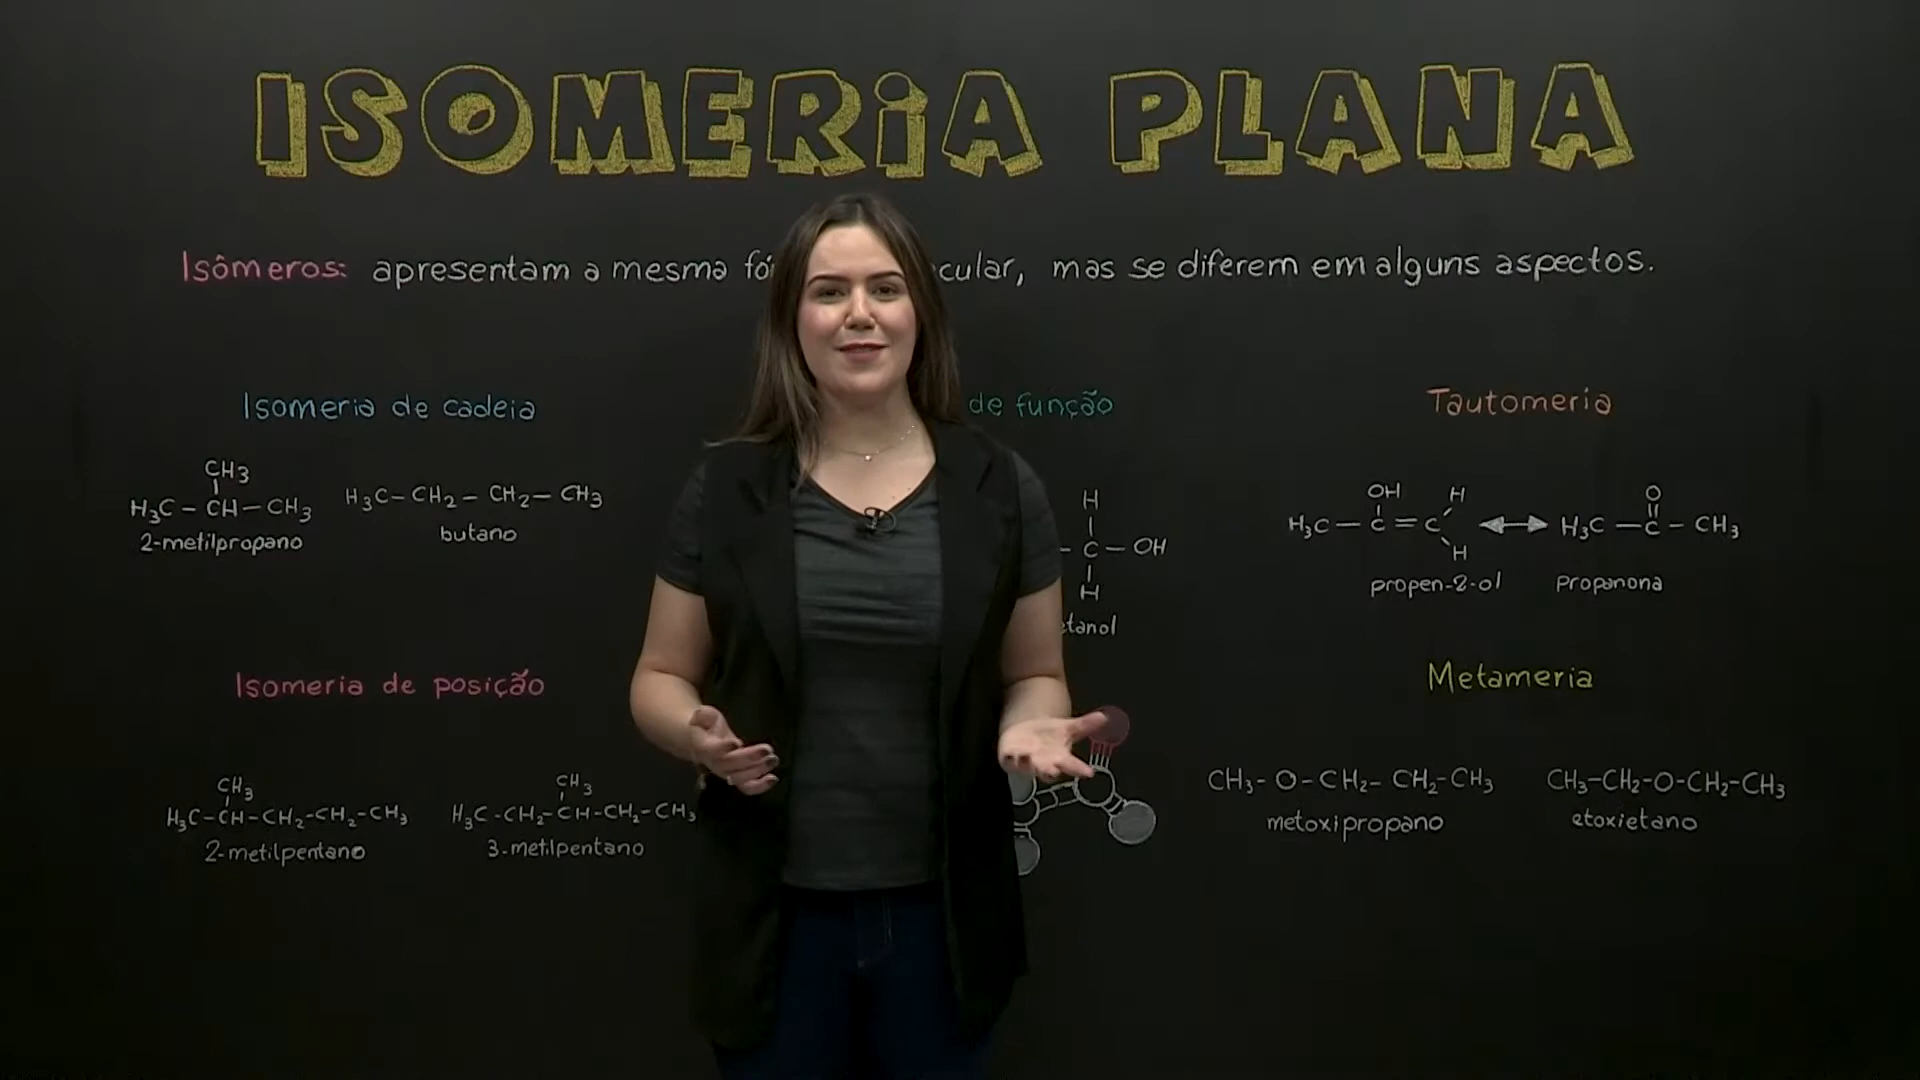 ISOMERIA PLANA
Isômeros: apresentam a mesma cular, mas se diferem em alguns aspectos.
Isomeria de cadeia
CH3
H3C – CH – CH3
2-metilpropano
H3C – CH2 – CH2 – CH3
butano
de função
H
– C – OH
H
etanol
Tautomeria
OH H
H3C – C = C
H
propen-2-ol
O
H3C – C – CH3
Propanona
Isomeria de posição
CH3
H3C-CH-CH2-CH2-CH3
2-metilpentano
CH3
H3C-CH2-CH-CH2-CH3
3-metilpentano
Metameria
CH3-O-CH2-CH2-CH3
metoxipropano
CH3-CH2-O-CH2-CH3
etoxietano